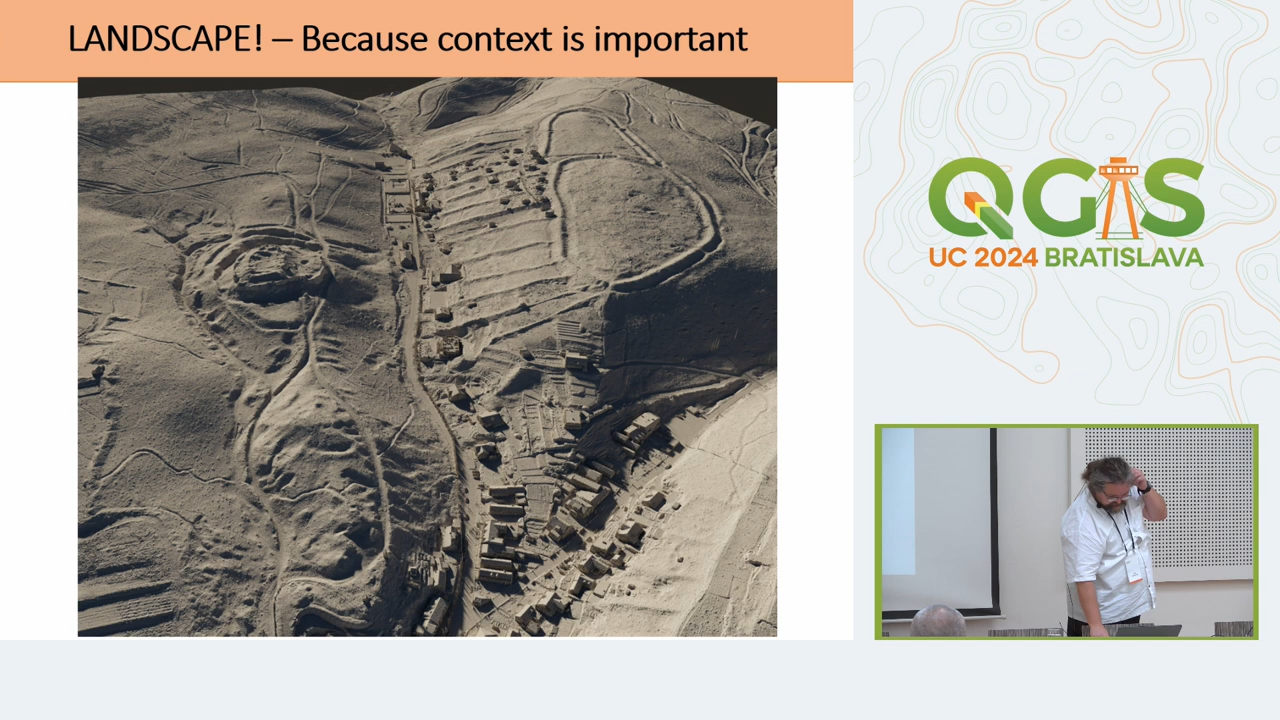 LANDSCAPE! – Because context is important
QGIS
UC 2024 BRATISLAVA